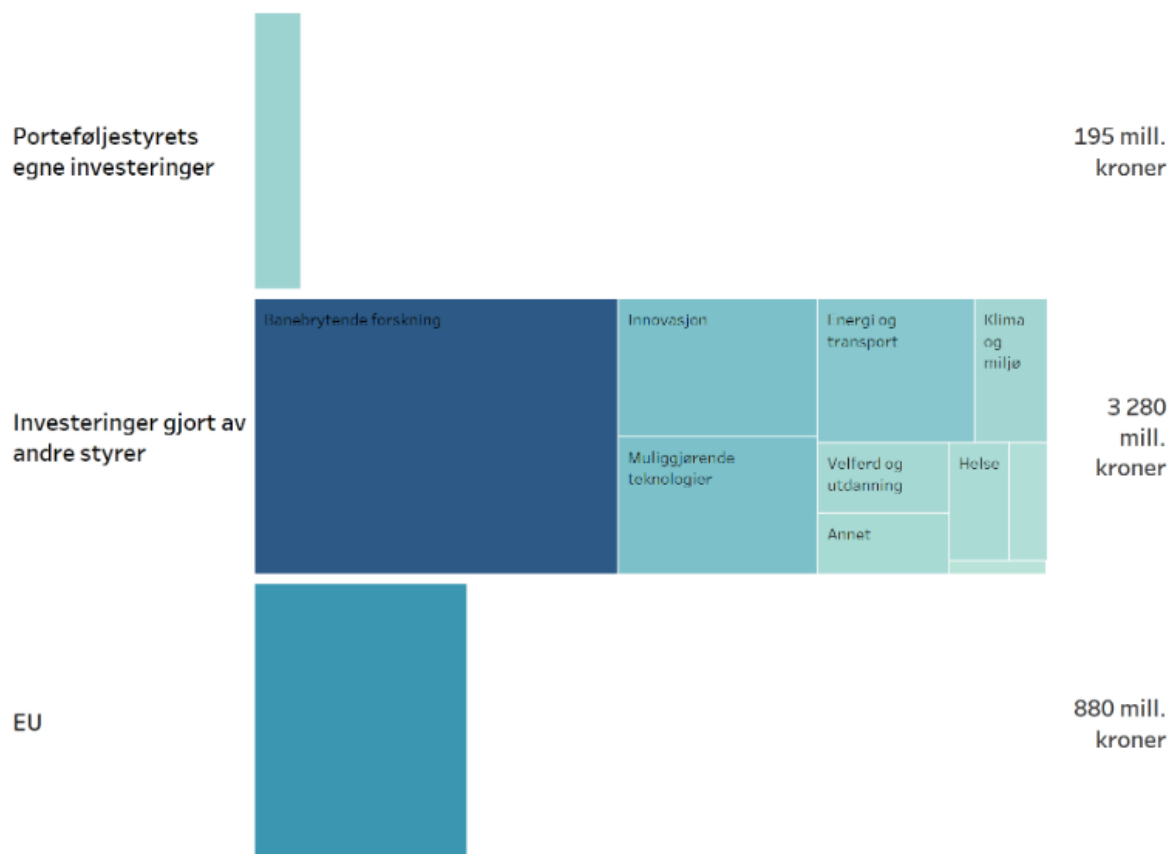 Porteføljestyrets
egne investeringer
195 mill.
kroner
Banebrytende forskning
Innovasjon
Energi og
transport
Klima
og
miljø
Investeringer gjort av
andre styrer
3 280
mill.
kroner
Muliggjørende
teknologier
Velferd og
utdanning
Helse
Annet
EU
880 mill.
kroner